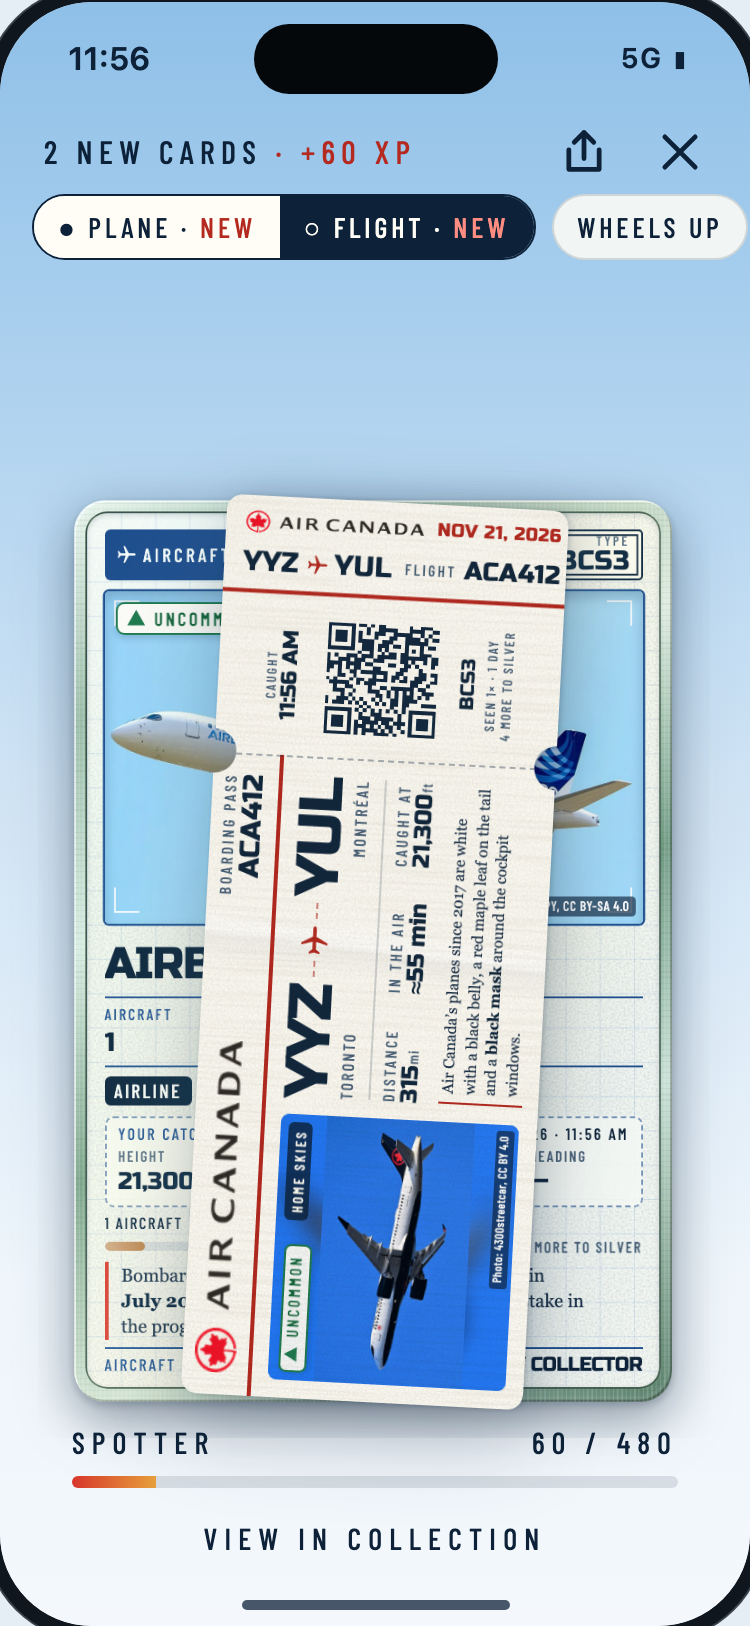 11:56
5G
2 NEW CARDS · +60 XP
PLANE · NEW
FLIGHT · NEW
WHEELS UP
AIR CANADA NOV 21, 2026
YYZ YUL FLIGHT ACA412
CAUGHT
11:56 AM
BCS3
SEEN 1× · 1 DAY
4 MORE TO SILVER
BOARDING PASS
ACA412
AIR CANADA
YYZ YUL
TORONTO MONTRÉAL
DISTANCE
315mi
IN THE AIR
≈55 min
CAUGHT AT
21,300ft
Air Canada's planes since 2017 are white
with a black belly, a red maple leaf on the tail
and a black mask around the cockpit
windows.
UNCOMMON
HOME SKIES
Photo: 4300streetcar, CC BY 4.0
AIRCRAFT
TYPE
BCS3
UNCOMM
AIRB
Y, CC BY-SA 4.0
AIRCRAFT
1
AIRLINE
YOUR CATC
6 · 11:56 AM
HEIGHT
EADING
21,300
–
1 AIRCRAFT
MORE TO SILVER
Bombar
in
July 20
take in
the prog
AIRCRAFT
COLLECTOR
SPOTTER
60 / 480
VIEW IN COLLECTION